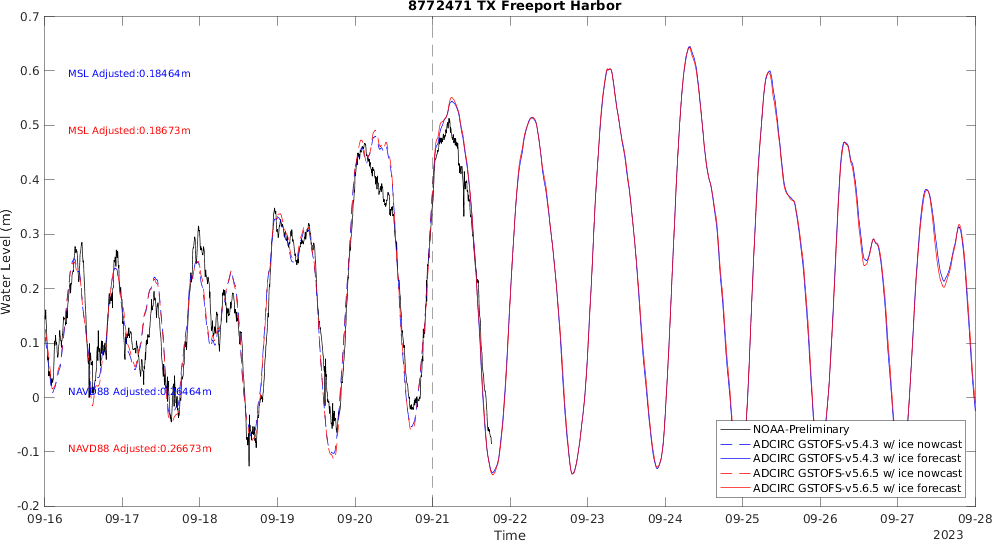 8772471 TX Freeport Harbor
Water Level (m)
0.7
0.6
0.5
0.4
0.3
0.2
0.1
0
-0.1
-0.2
MSL Adjusted:0.18464m
MSL Adjusted:0.18673m
NAVD88 Adjusted:0.26464m
NAVD88 Adjusted:0.26673m
NOAA-Preliminary
ADCIRC GSTOFS-v5.4.3 w/ ice nowcast
ADCIRC GSTOFS-v5.4.3 w/ ice forecast
ADCIRC GSTOFS-v5.6.5 w/ ice nowcast
ADCIRC GSTOFS-v5.6.5 w/ ice forecast
09-16 09-17 09-18 09-19 09-20 09-21 09-22 09-23 09-24 09-25 09-26 09-27 09-28
Time
2023